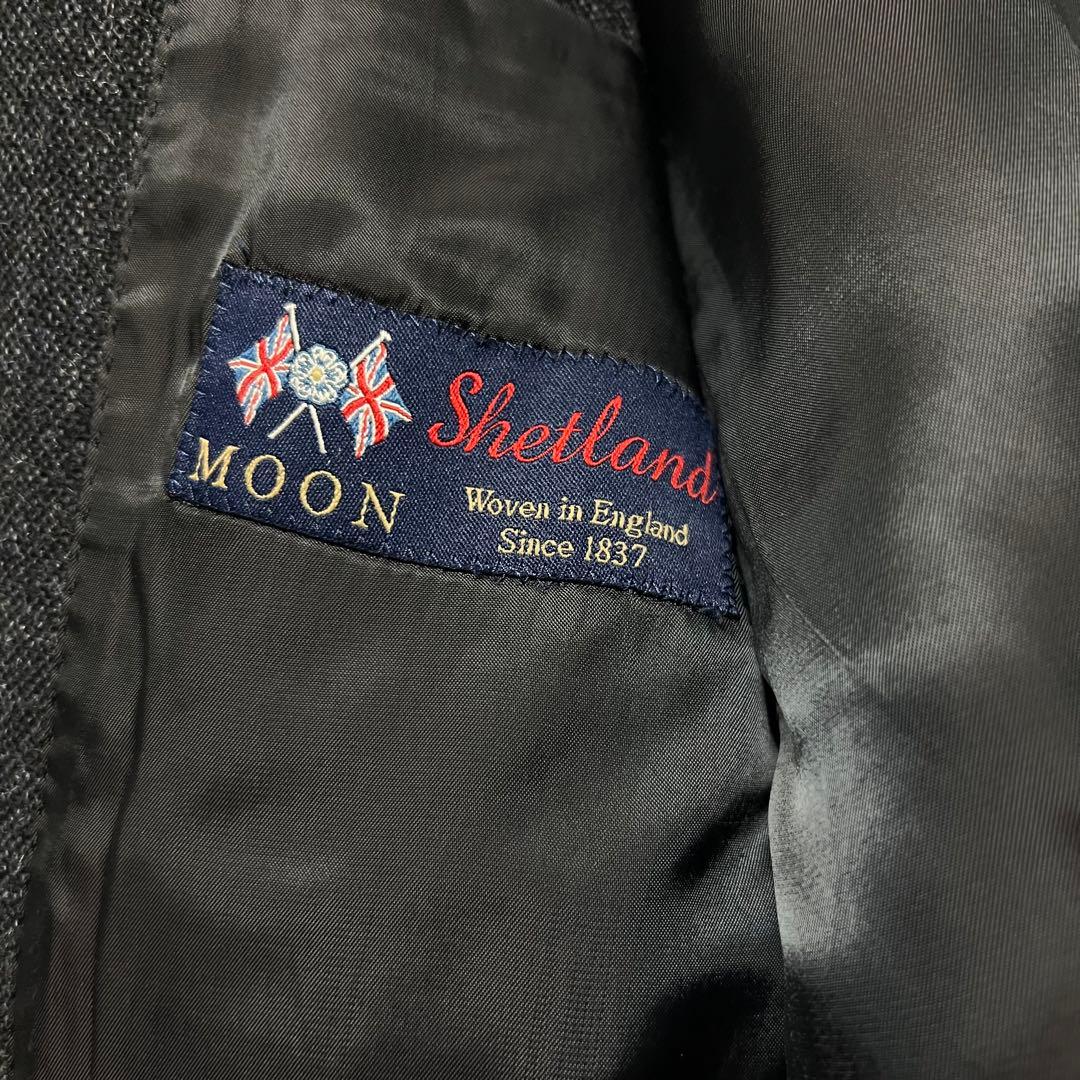 MOON
Shetland
Woven in England
Since 1837